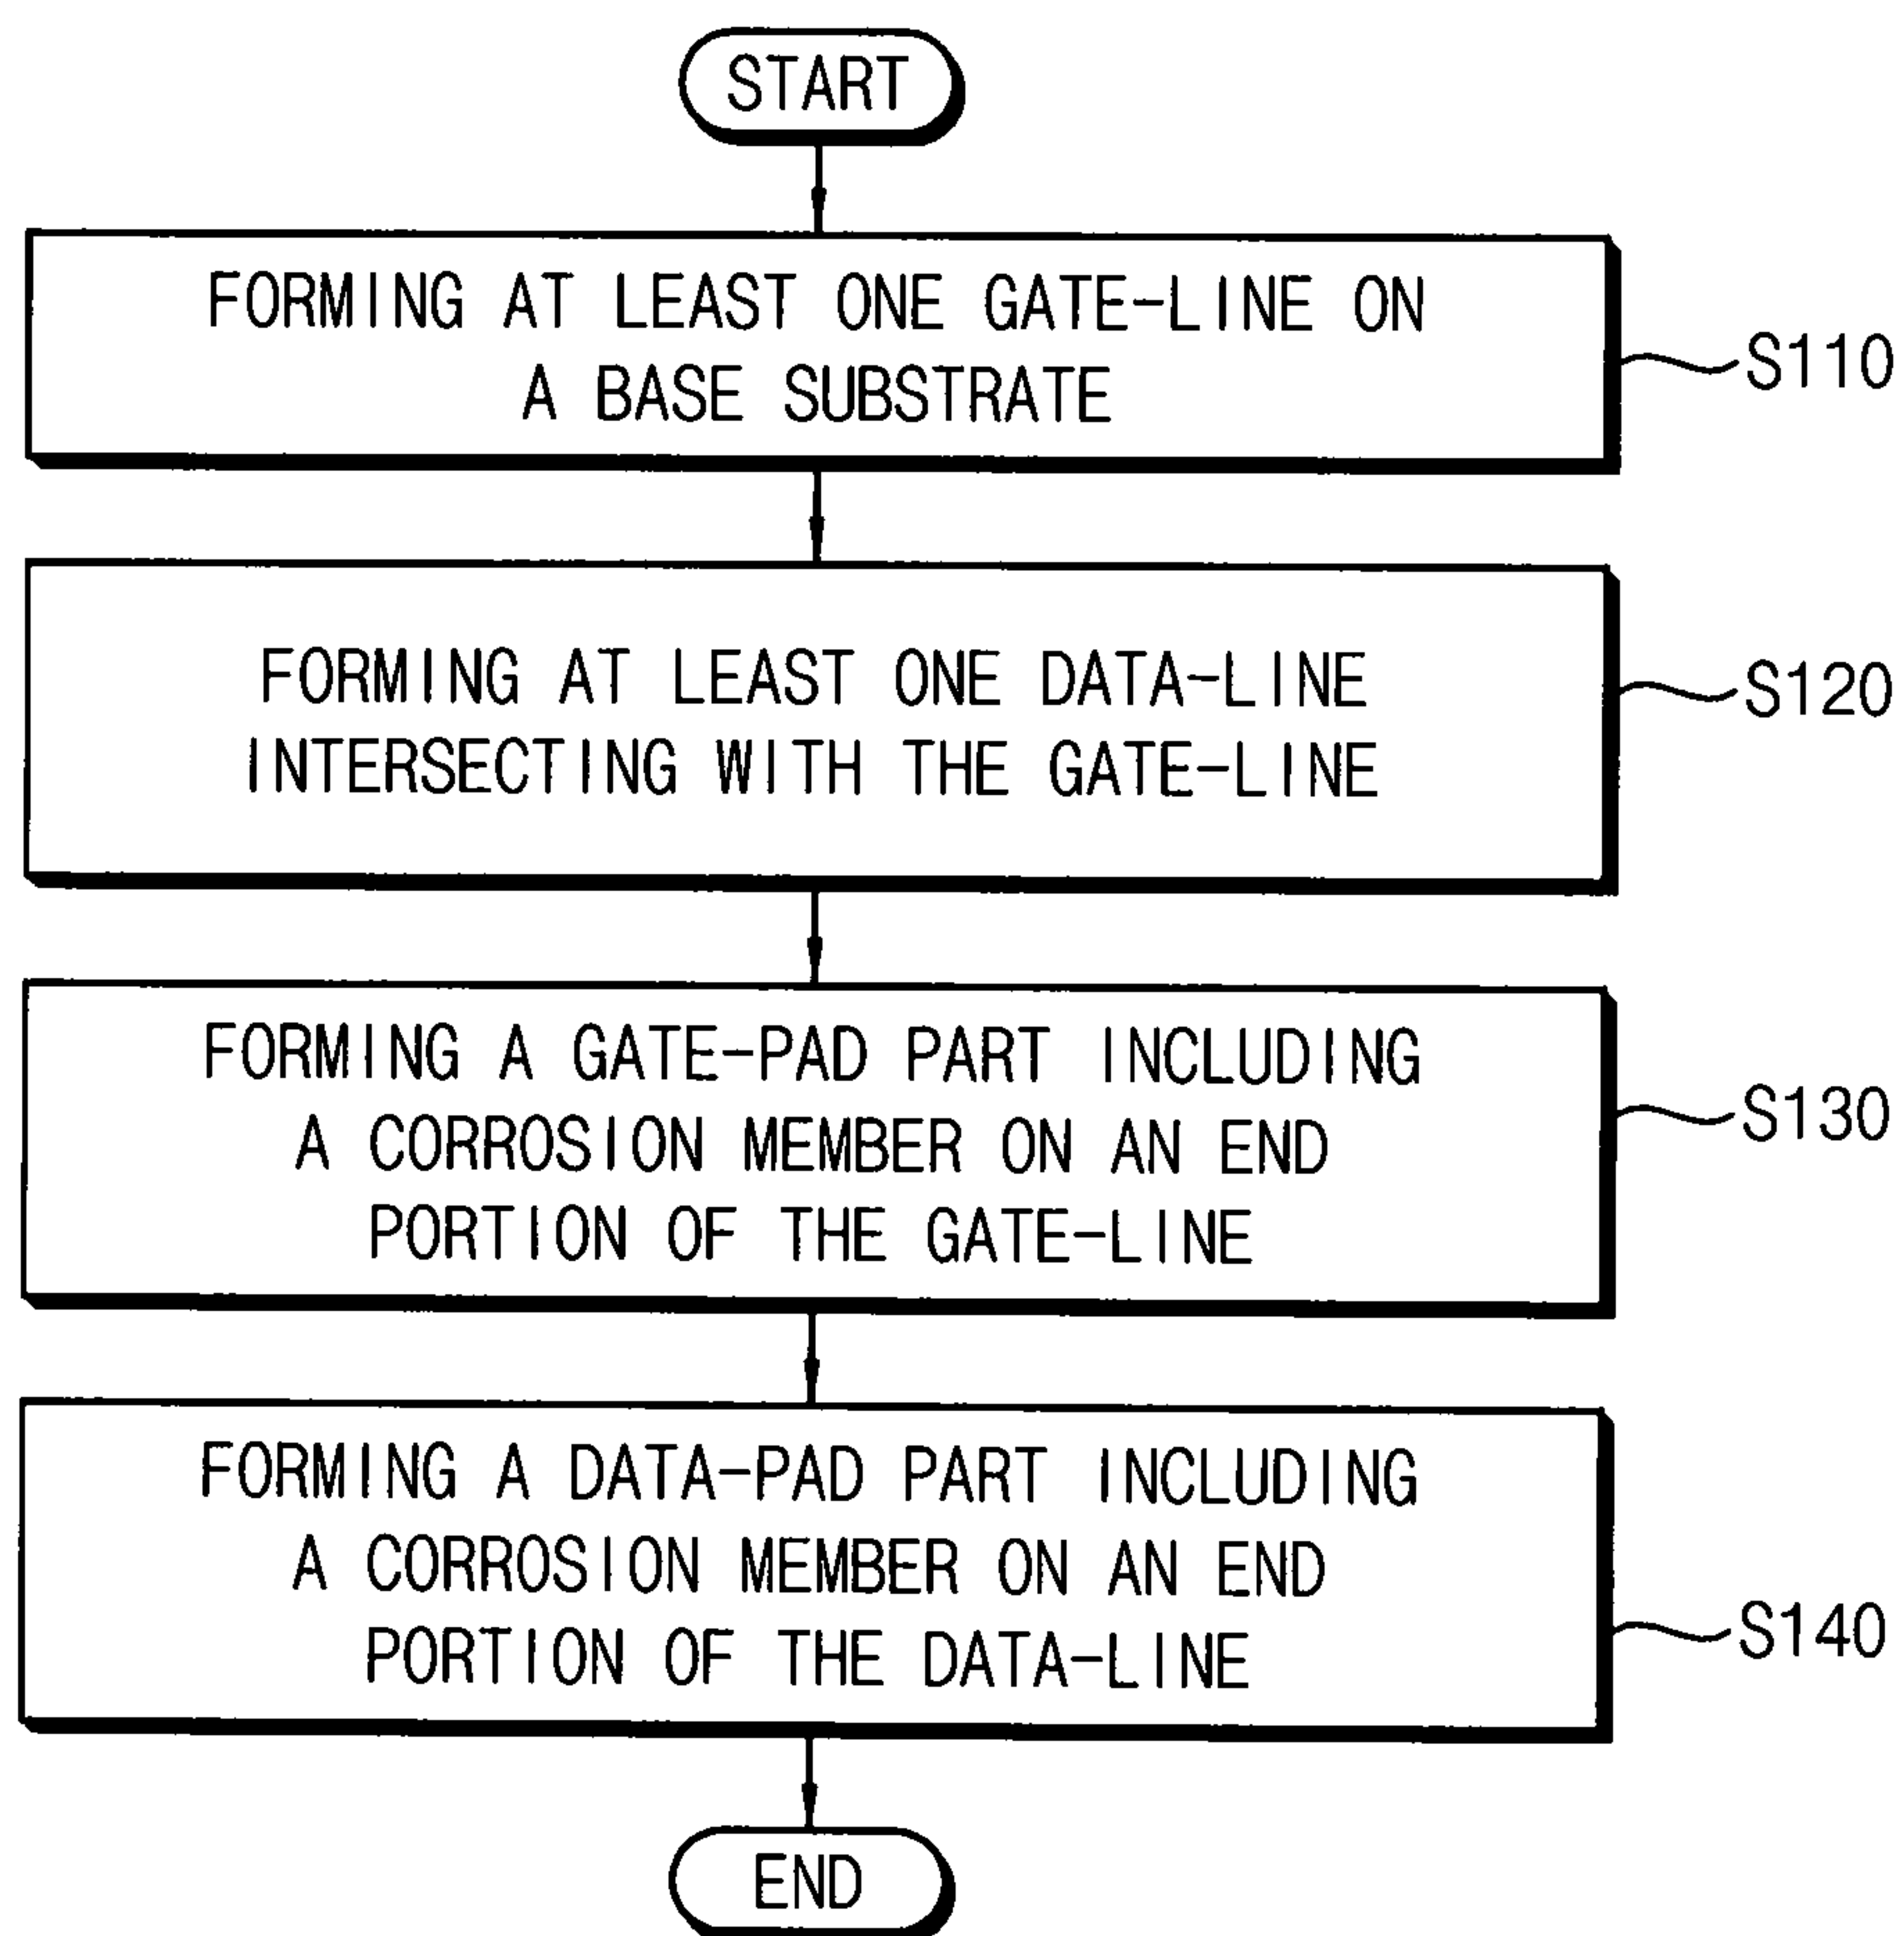 START
FORMING AT LEAST ONE GATE-LINE ON
A BASE SUBSTRATE
S110
FORMING AT LEAST ONE DATA-LINE
INTERSECTING WITH THE GATE-LINE
S120
FORMING A GATE-PAD PART INCLUDING
A CORROSION MEMBER ON AN END
PORTION OF THE GATE-LINE
S130
FORMING A DATA-PAD PART INCLUDING
A CORROSION MEMBER ON AN END
PORTION OF THE DATA-LINE
S140
END